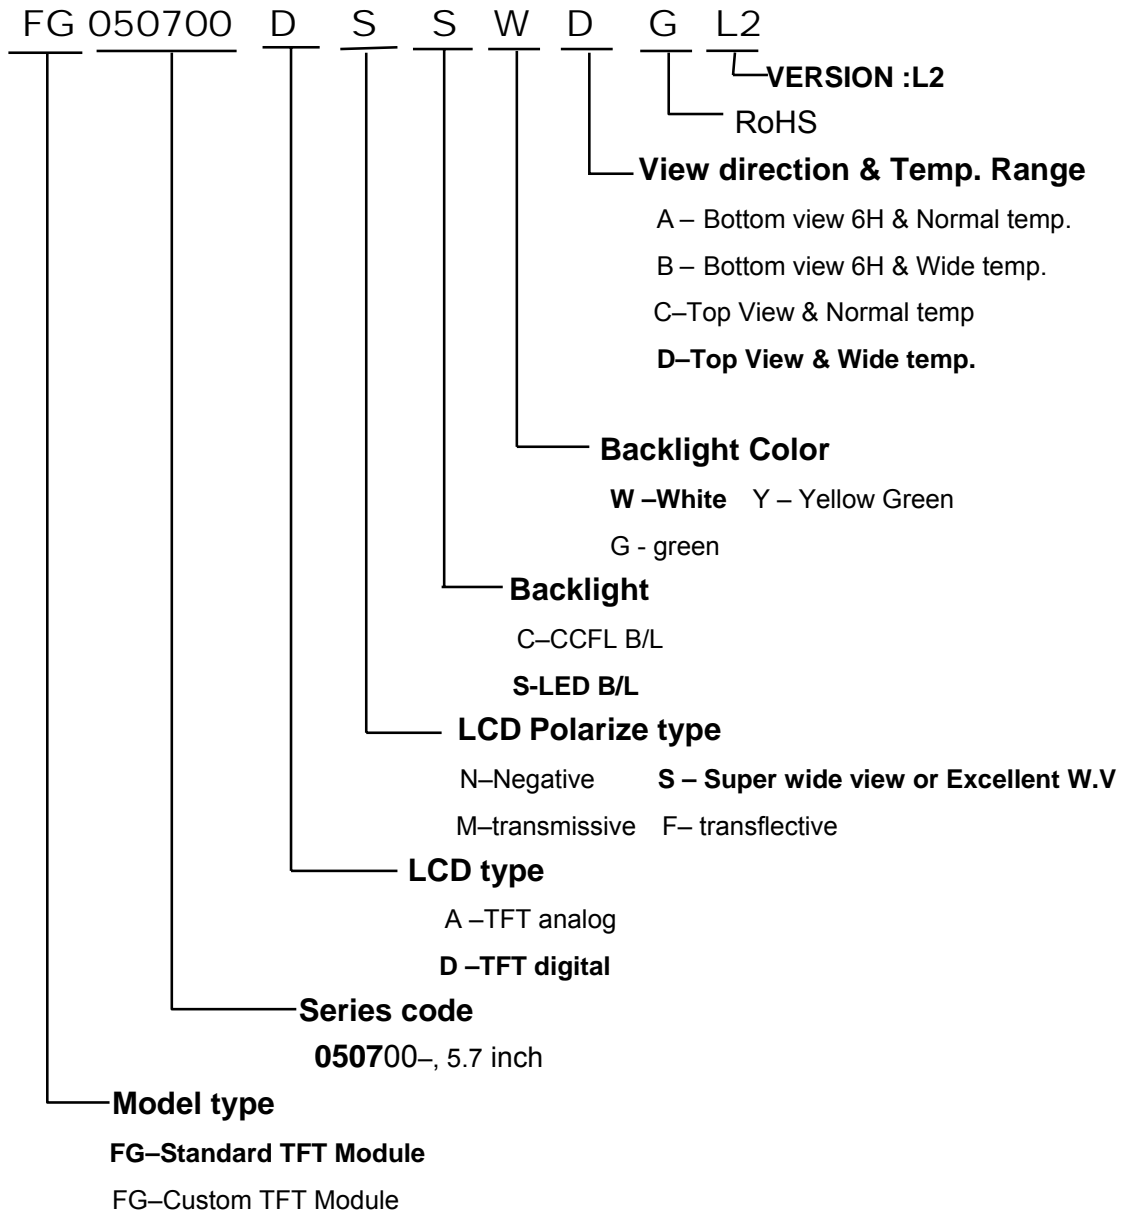 FG 050700 D S S W D G L2
VERSION :L2
RoHS
View direction & Temp. Range
A – Bottom view 6H & Normal temp.
B – Bottom view 6H & Wide temp.
C–Top View & Normal temp
D–Top View & Wide temp.
Backlight Color
W –White Y – Yellow Green
G - green
Backlight
C–CCFL B/L
S-LED B/L
LCD Polarize type
N–Negative S – Super wide view or Excellent W.V
M–transmissive F– transflective
LCD type
A –TFT analog
D –TFT digital
Series code
050700–, 5.7 inch
Model type
FG–Standard TFT Module
FG–Custom TFT Module